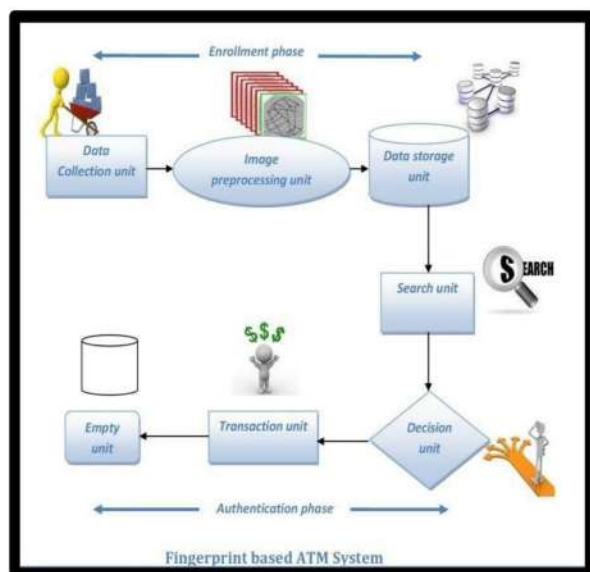 Enrollment phase
Data
Collection unit
Image
preprocessing unit
Data storage
unit
Search unit
SEARCH
$ $ $
Transaction unit
Empty
unit
Decision
unit
Authentication phase
Fingerprint based ATM System